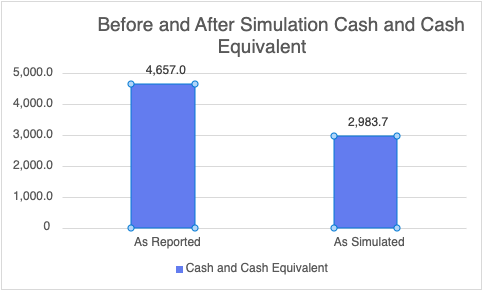 Before and After Simulation Cash and Cash
Equivalent
5,000.0
4,000.0
3,000.0
2,000.0
1,000.0
0
4,657.0
2,983.7
As Reported
As Simulated
Cash and Cash Equivalent